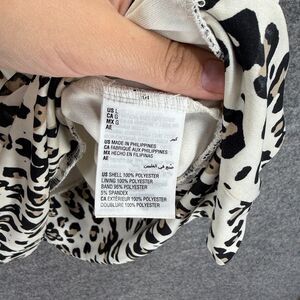 US L
CA G
MX G
AE
كبير
US MADE IN PHILIPPINES
CA FABRIQUÉ AUX PHILIPPINES
MX HECHO EN FILIPINAS
AE
صنع في الفلبين
US SHELL 100% POLYESTER
LINING 100% POLYESTER
BAND 95% POLYESTER
5% SPANDEX
CA EXTÉRIEUR 100% POLYESTER
DOUBLURE 100% POLYESTER